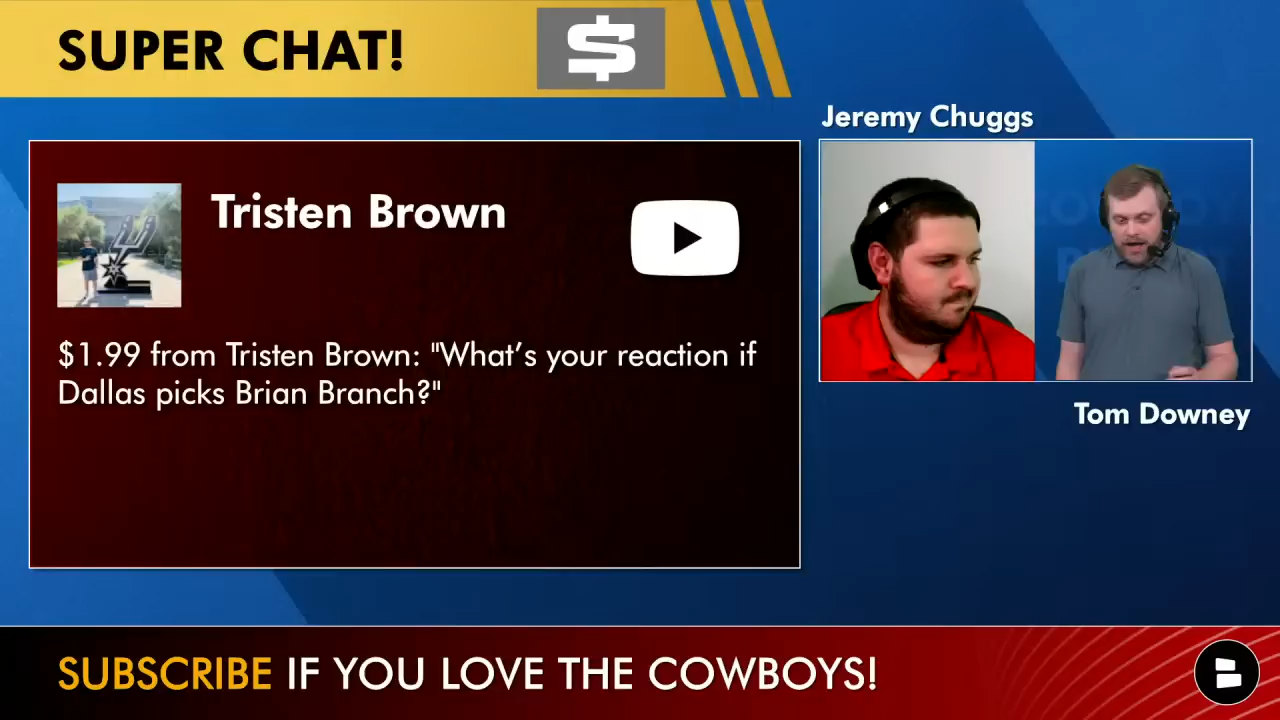 SUPER CHAT!
$
Jeremy Chuggs
Tristen Brown
$1.99 from Tristen Brown: "What’s your reaction if
Dallas picks Brian Branch?"
Tom Downey
SUBSCRIBE IF YOU LOVE THE COWBOYS!